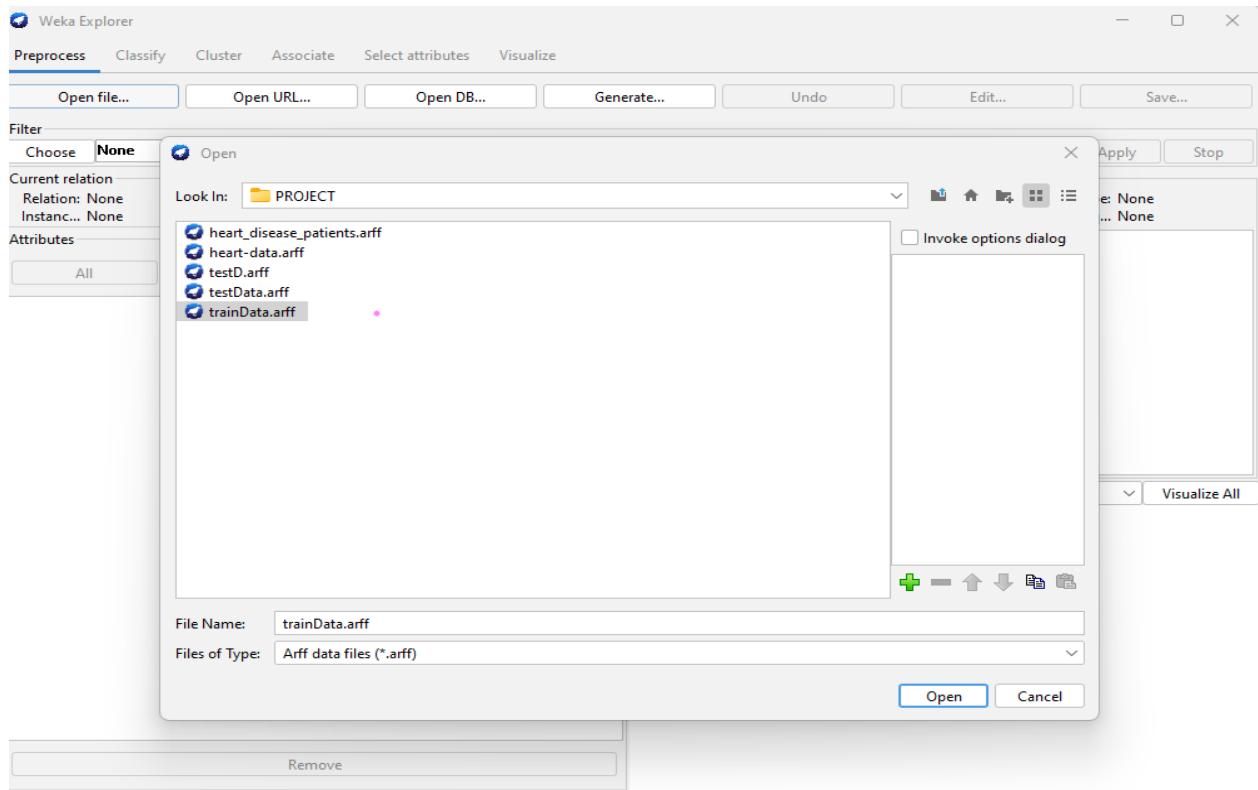 Weka Explorer
Preprocess Classify Cluster Associate Select attributes Visualize
Open file... Open URL... Open DB... Generate... Undo Edit... Save...
Filter
Choose None Apply Stop
Current relation
Relation: None
Instanc... None
e: None
... None
Attributes
All
Open
Look In: PROJECT
heart_disease_patients.arff
heart-data.arff
testD.arff
testData.arff
trainData.arff
Invoke options dialog
File Name: trainData.arff
Files of Type: Arff data files (*.arff)
Open Cancel
Visualize All
Remove